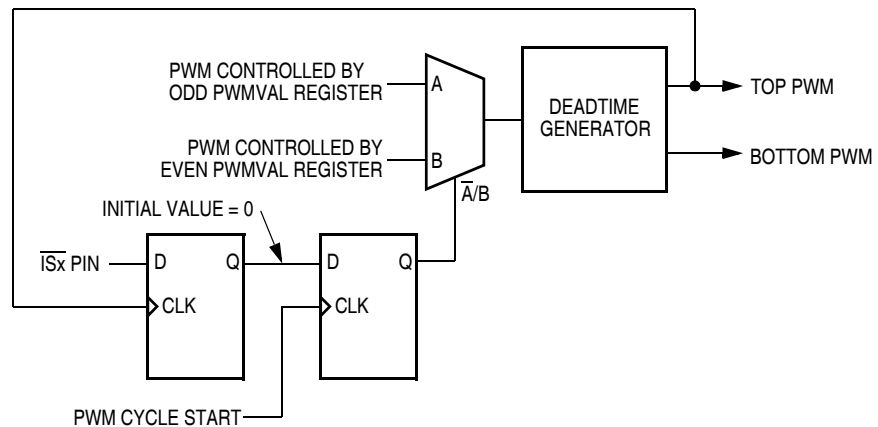 PWM CONTROLLED BY
ODD PWMVAL REGISTER
A
DEADTIME
GENERATOR
TOP PWM
PWM CONTROLLED BY
EVEN PWMVAL REGISTER
B
BOTTOM PWM
A̅/B
INITIAL VALUE = 0
I̅S̅x̅ PIN
D
Q
D
Q
CLK
CLK
PWM CYCLE START